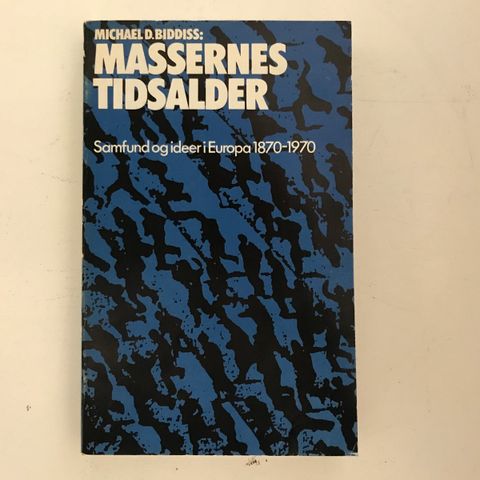 MICHAEL D.BIDDISS:
MASSERNES
TIDSALDER
Samfund og ideer i Europa 1870-1970